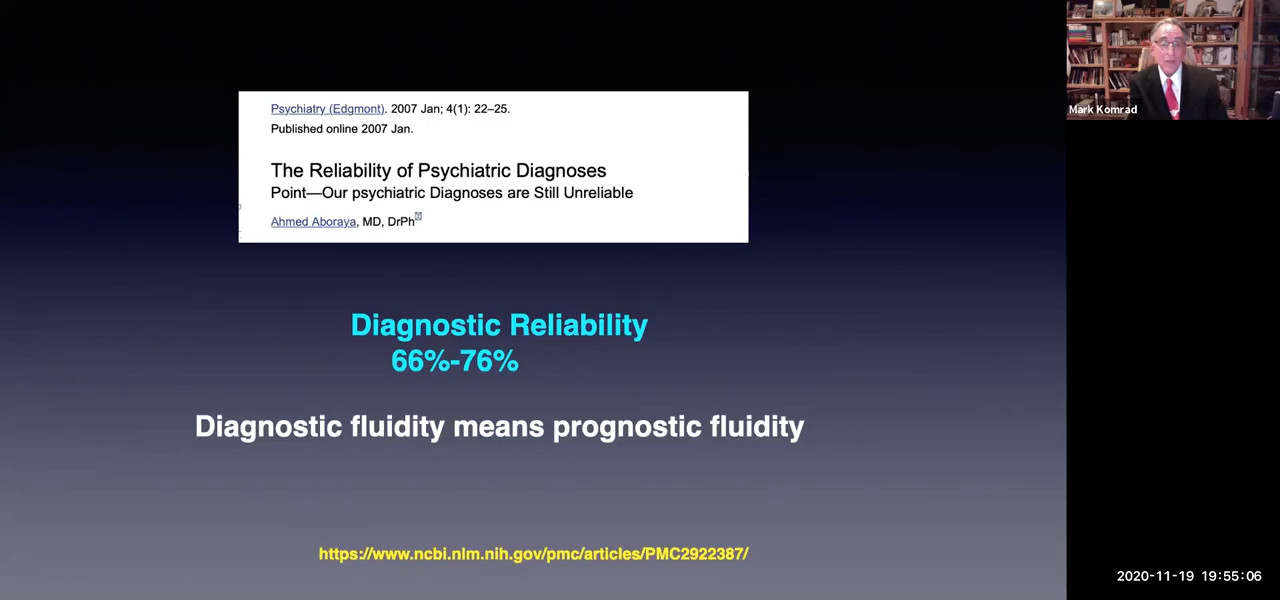 Psychiatry (Edgmont). 2007 Jan; 4(1): 22–25.
Published online 2007 Jan.
The Reliability of Psychiatric Diagnoses
Point—Our psychiatric Diagnoses are Still Unreliable
Ahmed Aboraya, MD, DrPh
Diagnostic Reliability
66%-76%
Diagnostic fluidity means prognostic fluidity
https://www.ncbi.nlm.nih.gov/pmc/articles/PMC2922387/
Mark Komrad
2020-11-19 19:55:06